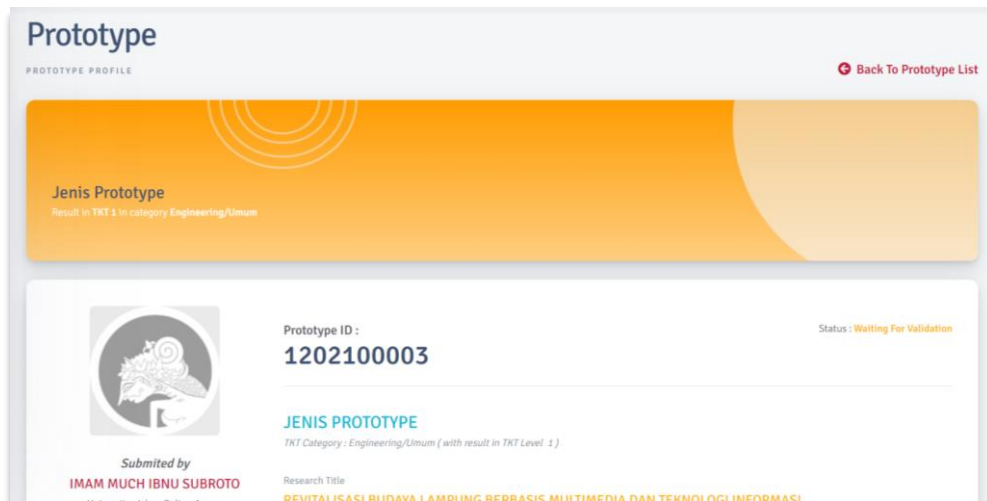 Prototype
PROTOTYPE PROFILE
Back To Prototype List
Jenis Prototype
Result in TKT 1 in category Engineering/Umum
Prototype ID :
Status : Waiting For Validation
1202100003
JENIS PROTOTYPE
TKT Category : Engineering/Umum ( with result in TKT Level 1 )
Submited by
IMAM MUCH IBNU SUBROTO
Research Title
REVITALISASI BUDAYA LAMPUNG BERBASIS MULTIMEDIA DAN TEKNOLOGI INFORMASI